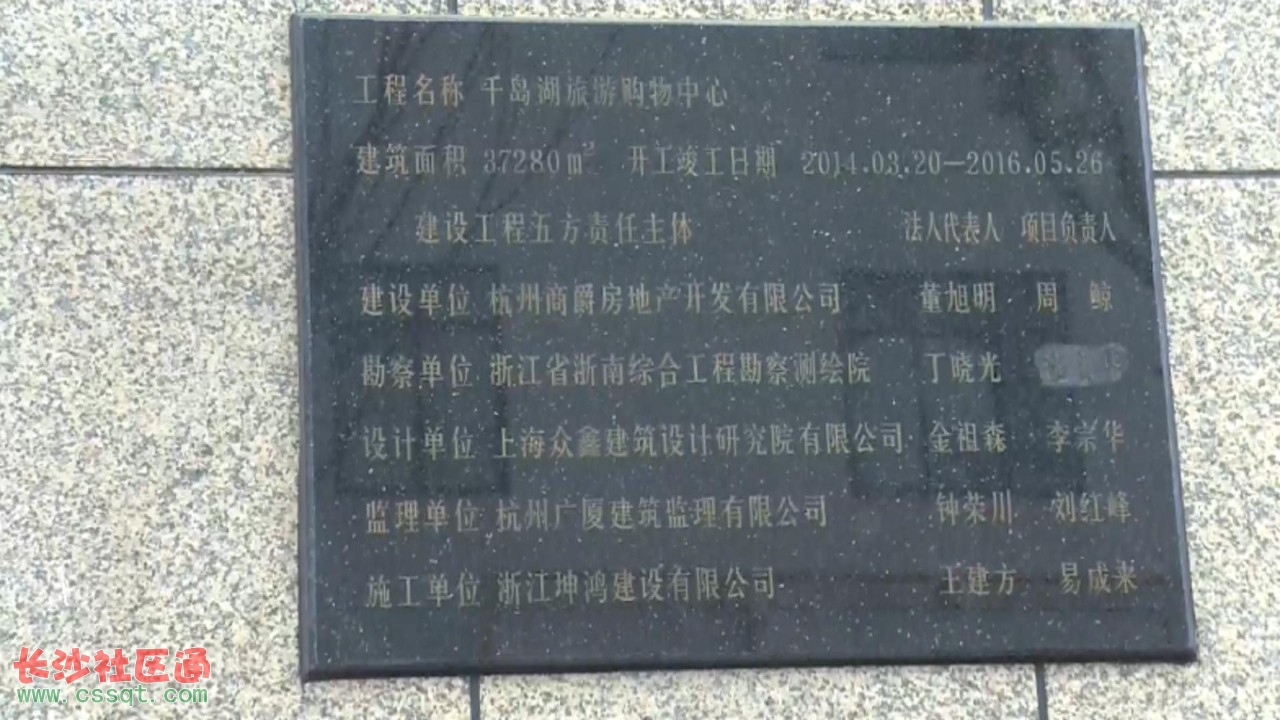 工程名称 千岛湖旅游购物中心
建筑面积 37280m² 开工竣工日期 2014.03.20—2016.05.26
建设工程五方责任主体 法人代表人 项目负责人
建设单位 杭州商爵房地产开发有限公司 董旭明 周 鲸
勘察单位 浙江省浙南综合工程勘察测绘院 丁晓光
设计单位 上海众鑫建筑设计研究院有限公司 金祖森 李宗华
监理单位 杭州广厦建筑监理有限公司 钟荣川 刘红峰
施工单位 浙江坤鸿建设有限公司 王建方 易成来
长沙社区通
www.cssqt.com